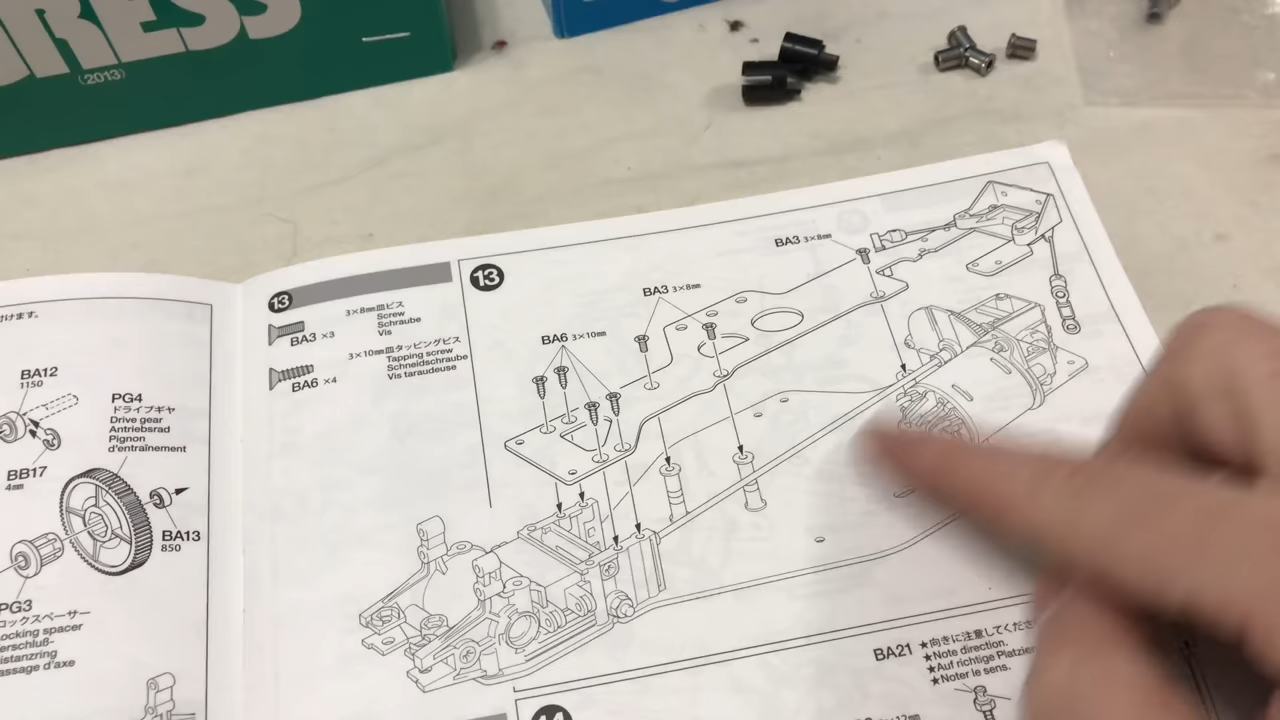 RESS
(2013)
けます。
BA12
1150
BB17
4mm
PG4
ドライブギヤ
Drive gear
Antriebsrad
Pignon
d'entraînement
BA13
850
PG3
ロックスペーサー
ocking spacer
erschluß-
istanzring
assage d'axe
13
3×8mm皿ビス
Screw
Schraube
Vis
BA3 ×3
3×10mm皿タッピングビス
Tapping screw
Schneidschraube
Vis taraudeuse
BA6 ×4
13
BA3 3×8mm
BA3 3×8mm
BA6 3×10mm
14
BA21
★向きに注意してくださ
★Note direction.
★Auf richtige Platzier
★Noter le sens.